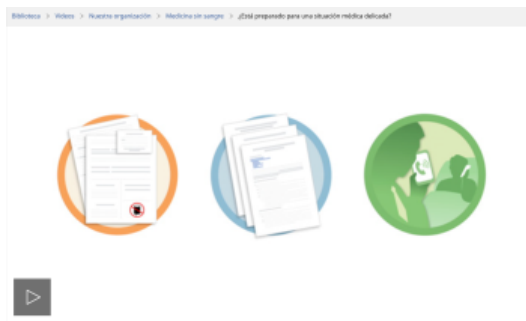 Biblioteca > Videos > Nuestra organización > Medicina sin sangre > ¿Está preparado para una situación médica delicada?